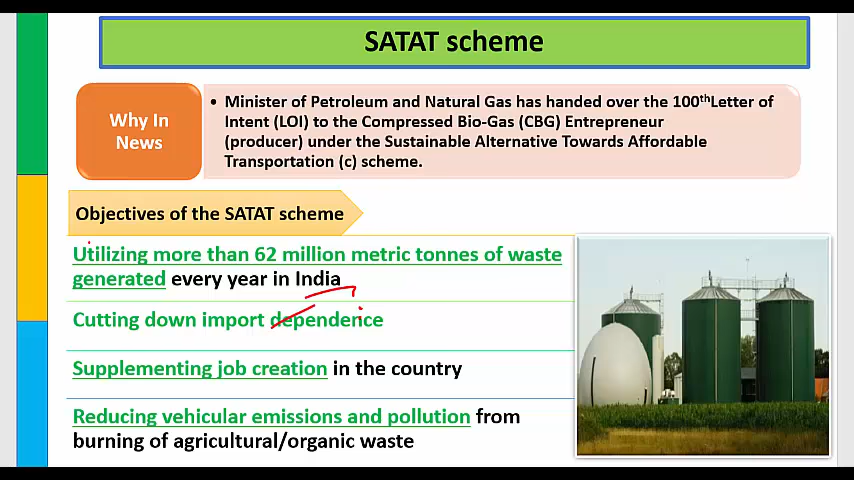 SATAT scheme
Why In
News
• Minister of Petroleum and Natural Gas has handed over the 100thLetter of
Intent (LOI) to the Compressed Bio-Gas (CBG) Entrepreneur
(producer) under the Sustainable Alternative Towards Affordable
Transportation (c) scheme.
Objectives of the SATAT scheme
Utilizing more than 62 million metric tonnes of waste
generated every year in India
Cutting down import dependence
Supplementing job creation in the country
Reducing vehicular emissions and pollution from
burning of agricultural/organic waste